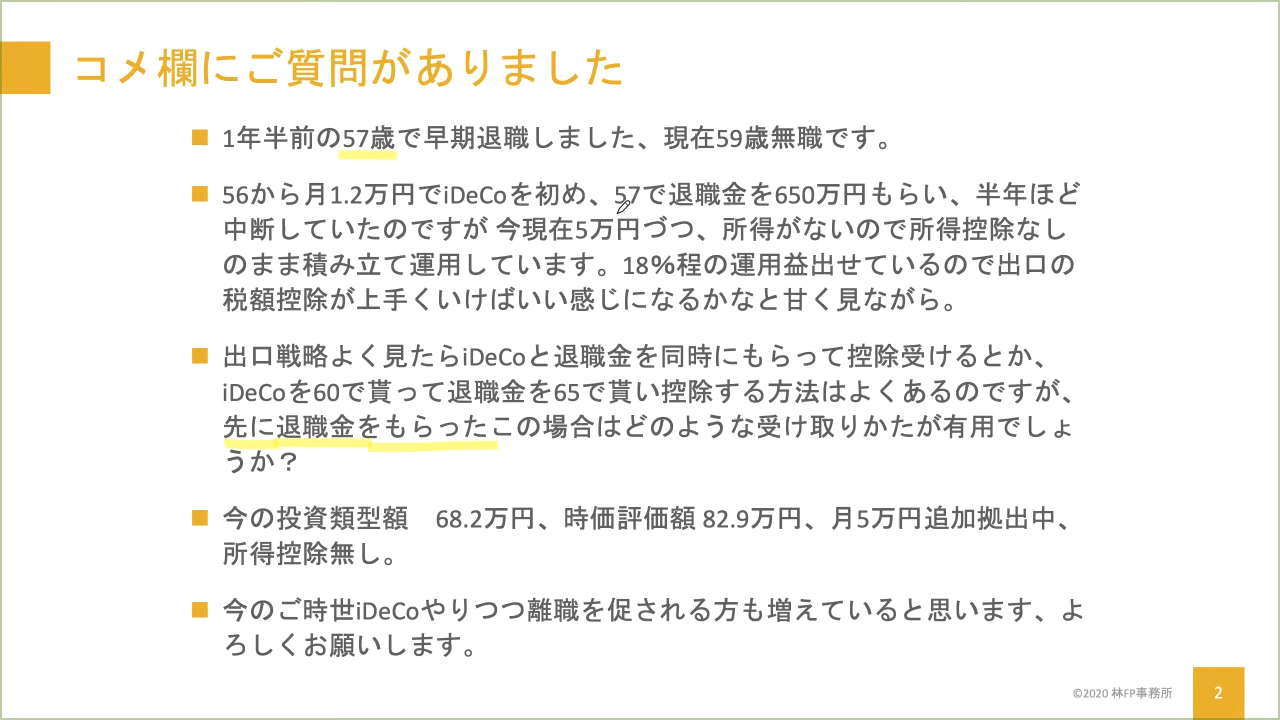 コメ欄にご質問がありました
1年半前の57歳で早期退職しました、現在59歳無職です。
56から月1.2万円でiDeCoを初め、57で退職金を650万円もらい、半年ほど
中断していたのですが 今現在5万円づつ、所得がないので所得控除なし
のまま積み立て運用しています。18%程の運用益出せているので出口の
税額控除が上手くいけばいい感じになるかなと甘く見ながら。
出口戦略よく見たらiDeCoと退職金を同時にもらって控除受けるとか、
iDeCoを60で貰って退職金を65で貰い控除する方法はよくあるのですが、
先に退職金をもらったこの場合はどのような受け取りかたが有用でしょ
うか？
今の投資類型額　68.2万円、時価評価額 82.9万円、月5万円追加拠出中、
所得控除無し。
今のご時世iDeCoやりつつ離職を促される方も増えていると思います、よ
ろしくお願いします。
©2020 林FP事務所
2